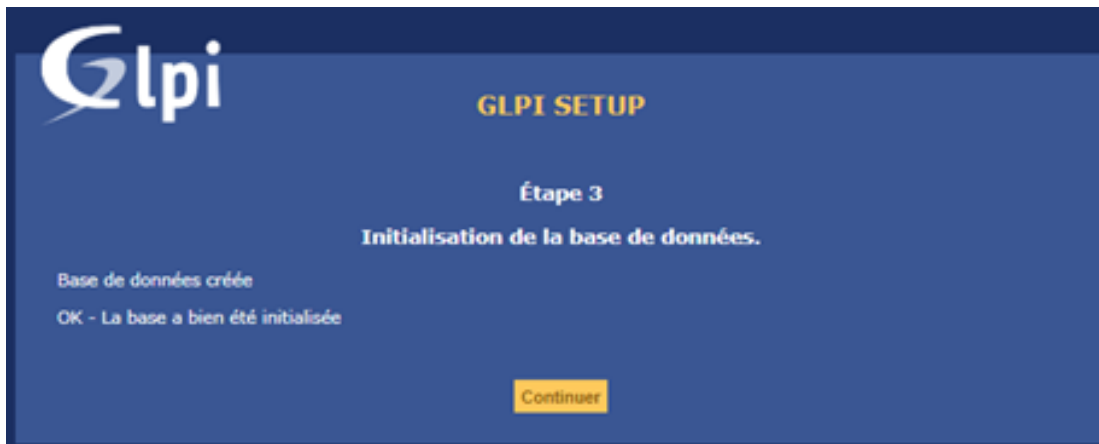 Glpi
GLPI SETUP
Étape 3
Initialisation de la base de données.
Base de données créée
OK - La base a bien été initialisée
Continuer